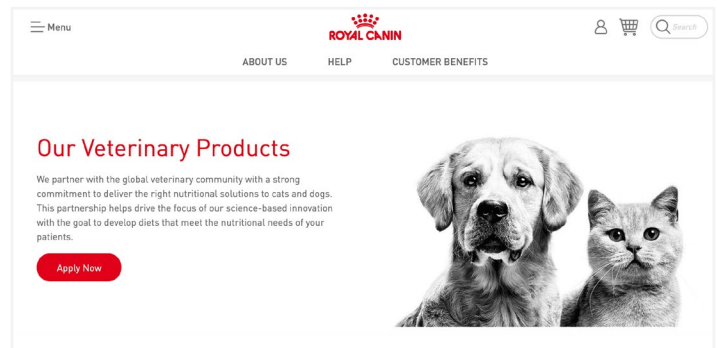 Menu
ROYAL CANIN
Search
ABOUT US HELP CUSTOMER BENEFITS
Our Veterinary Products
We partner with the global veterinary community with a strong
commitment to deliver the right nutritional solutions to cats and dogs.
This partnership helps drive the focus of our science-based innovation
with the goal to develop diets that meet the nutritional needs of your
patients.
Apply Now